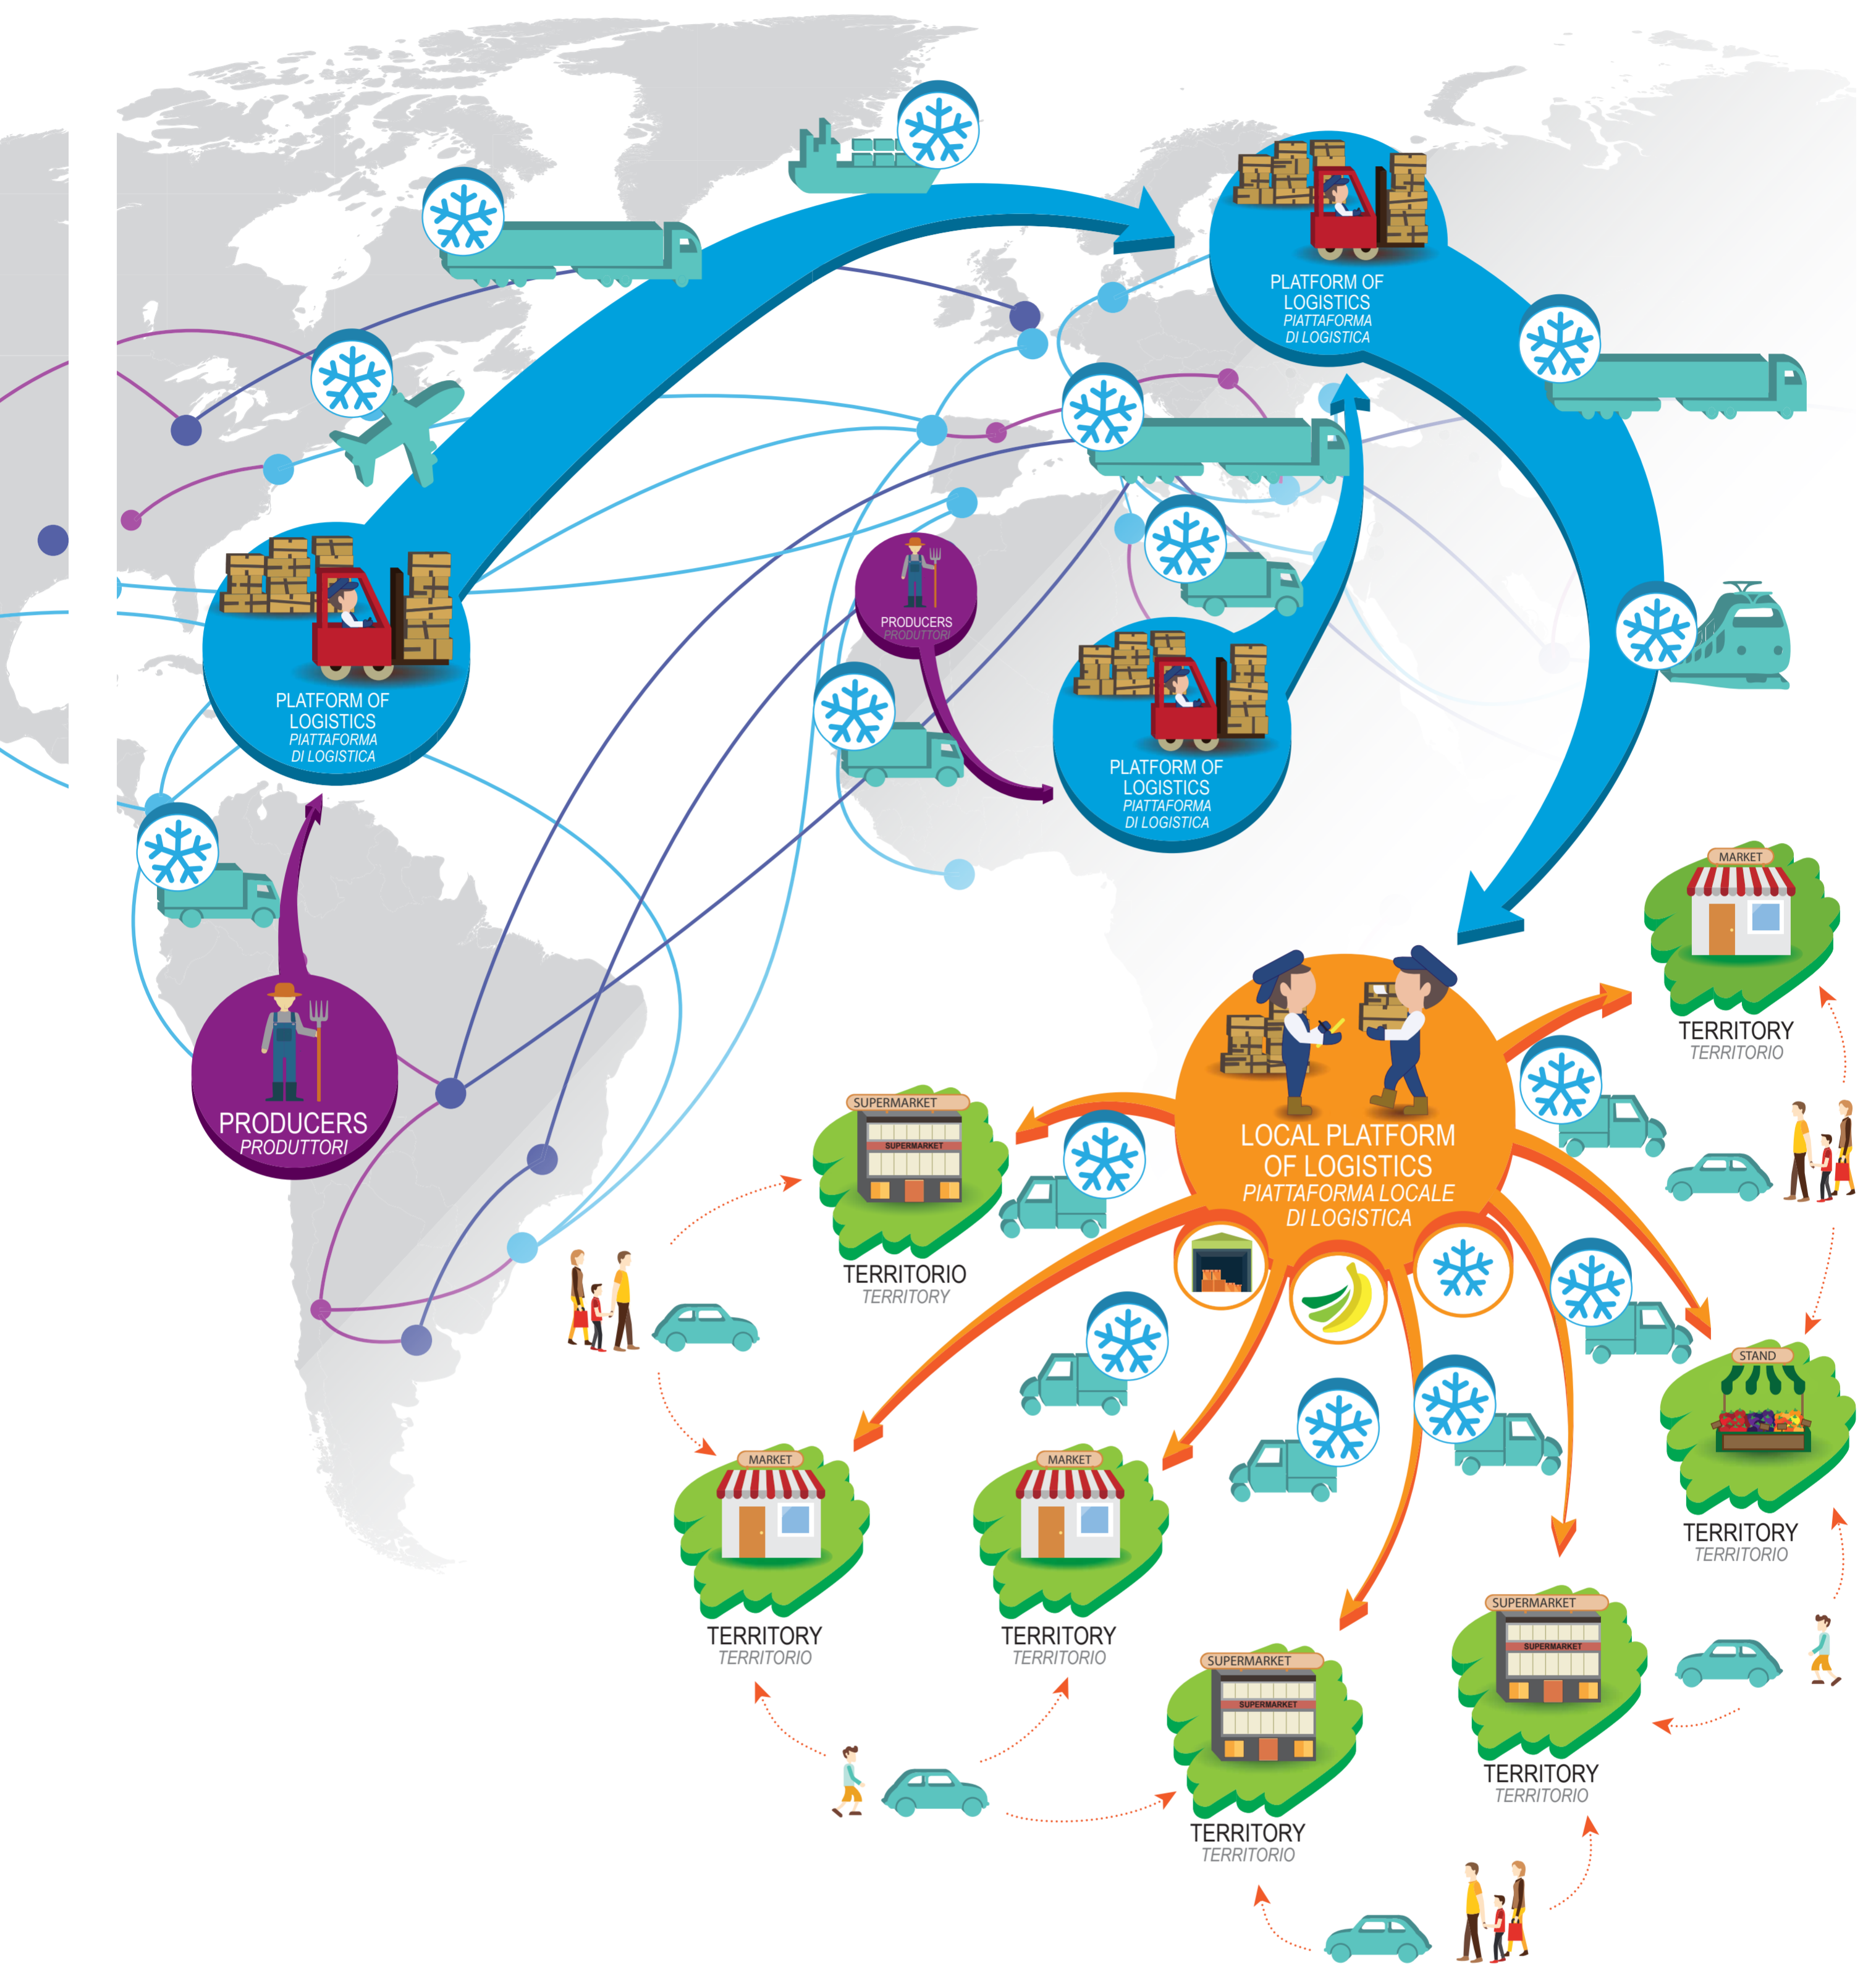 PLATFORM OF
LOGISTICS
PIATTAFORMA
DI LOGISTICA
PRODUCERS
PRODUTTORI
PLATFORM OF
LOGISTICS
PIATTAFORMA
DI LOGISTICA
PLATFORM OF
LOGISTICS
PIATTAFORMA
DI LOGISTICA
MARKET
TERRITORY
TERRITORIO
PRODUCERS
PRODUTTORI
LOCAL PLATFORM
OF LOGISTICS
PIATTAFORMA LOCALE
DI LOGISTICA
SUPERMARKET
SUPERMARKET
TERRITORIO
TERRITORY
STAND
TERRITORY
TERRITORIO
MARKET
TERRITORY
TERRITORIO
MARKET
TERRITORY
TERRITORIO
SUPERMARKET
SUPERMARKET
TERRITORY
TERRITORIO
SUPERMARKET
SUPERMARKET
TERRITORY
TERRITORIO